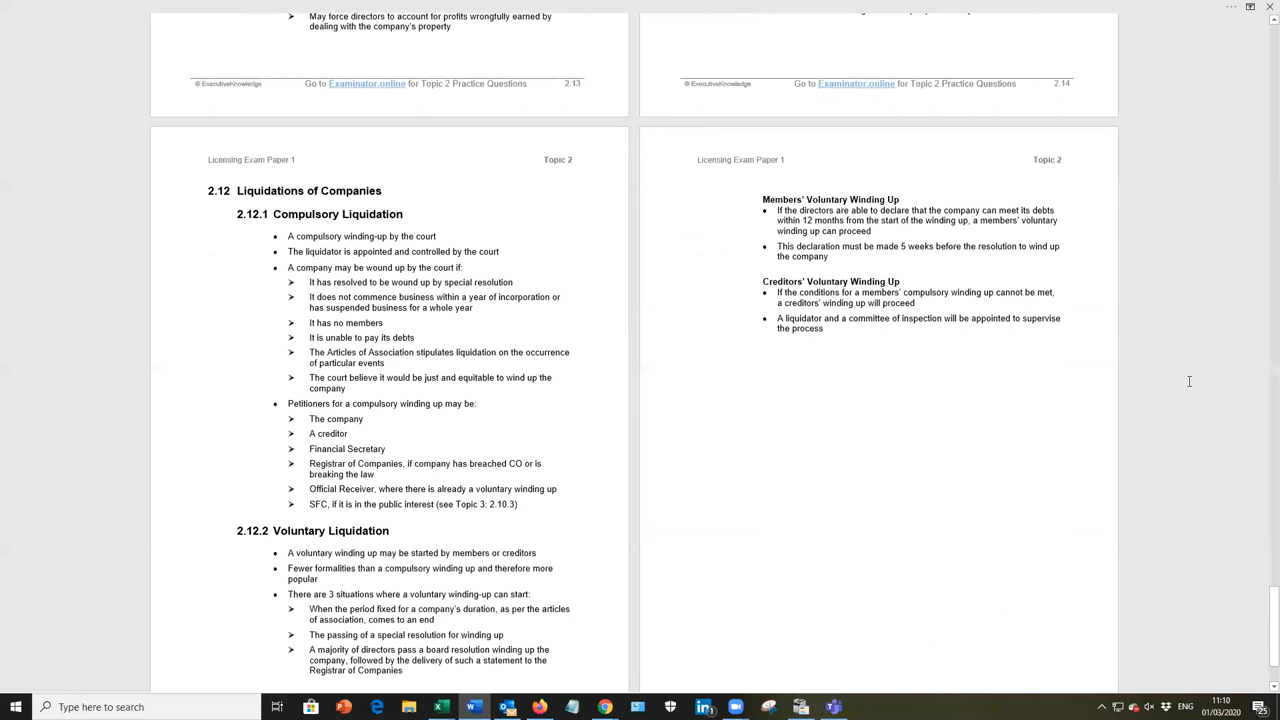 ➢ May force directors to account for profits wrongfully earned by
dealing with the company's property
© ExecutiveKnowledge Go to Examinator.online for Topic 2 Practice Questions 2.13
© ExecutiveKnowledge Go to Examinator.online for Topic 2 Practice Questions 2.14
Licensing Exam Paper 1 Topic 2
2.12 Liquidations of Companies
2.12.1 Compulsory Liquidation
• A compulsory winding-up by the court
• The liquidator is appointed and controlled by the court
• A company may be wound up by the court if:
➢ It has resolved to be wound up by special resolution
➢ It does not commence business within a year of incorporation or
has suspended business for a whole year
➢ It has no members
➢ It is unable to pay its debts
➢ The Articles of Association stipulates liquidation on the occurrence
of particular events
➢ The court believe it would be just and equitable to wind up the
company
• Petitioners for a compulsory winding up may be:
➢ The company
➢ A creditor
➢ Financial Secretary
➢ Registrar of Companies, if company has breached CO or is
breaking the law
➢ Official Receiver, where there is already a voluntary winding up
➢ SFC, if it is in the public interest (see Topic 3: 2.10.3)
2.12.2 Voluntary Liquidation
• A voluntary winding up may be started by members or creditors
• Fewer formalities than a compulsory winding up and therefore more
popular
• There are 3 situations where a voluntary winding-up can start:
➢ When the period fixed for a company's duration, as per the articles
of association, comes to an end
➢ The passing of a special resolution for winding up
➢ A majority of directors pass a board resolution winding up the
company, followed by the delivery of such a statement to the
Registrar of Companies
Licensing Exam Paper 1 Topic 2
Members' Voluntary Winding Up
• If the directors are able to declare that the company can meet its debts
within 12 months from the start of the winding up, a members' voluntary
winding up can proceed
• This declaration must be made 5 weeks before the resolution to wind up
the company
Creditors' Voluntary Winding Up
• If the conditions for a members' compulsory winding up cannot be met,
a creditors' winding up will proceed
• A liquidator and a committee of inspection will be appointed to supervise
the process
Type here to search
11:10
01/03/2020